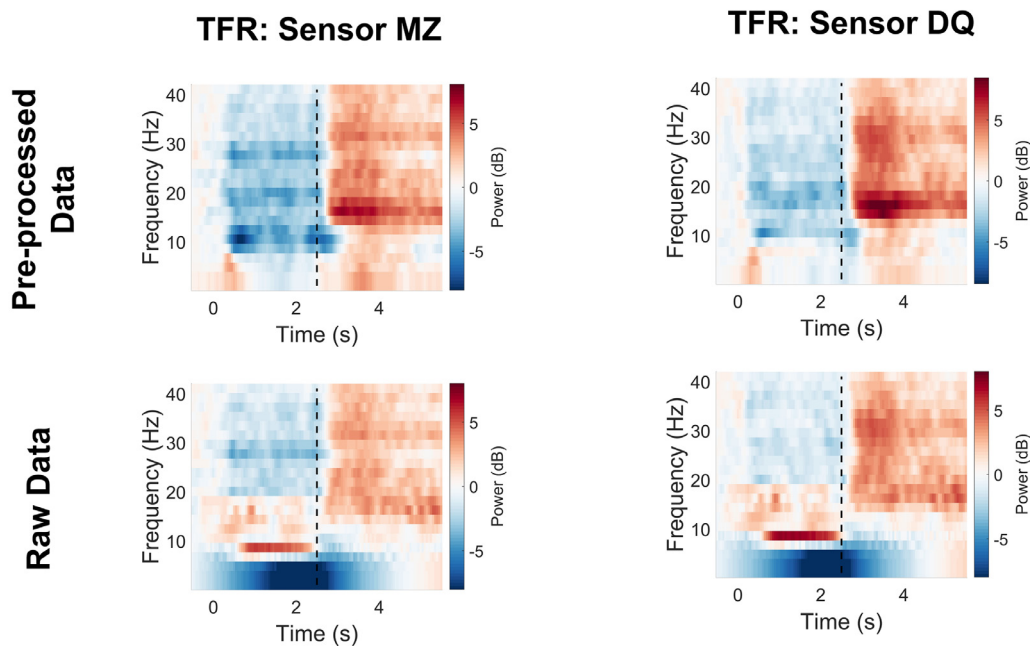 TFR: Sensor MZ
TFR: Sensor DQ
Pre-processed
Data
Frequency (Hz)
40
30
20
10
0
2
4
Time (s)
5
0
-5
Power (dB)
Frequency (Hz)
40
30
20
10
0
2
4
Time (s)
5
0
-5
Power (dB)
Raw Data
Frequency (Hz)
40
30
20
10
0
2
4
Time (s)
5
0
-5
Power (dB)
Frequency (Hz)
40
30
20
10
0
2
4
Time (s)
5
0
-5
Power (dB)